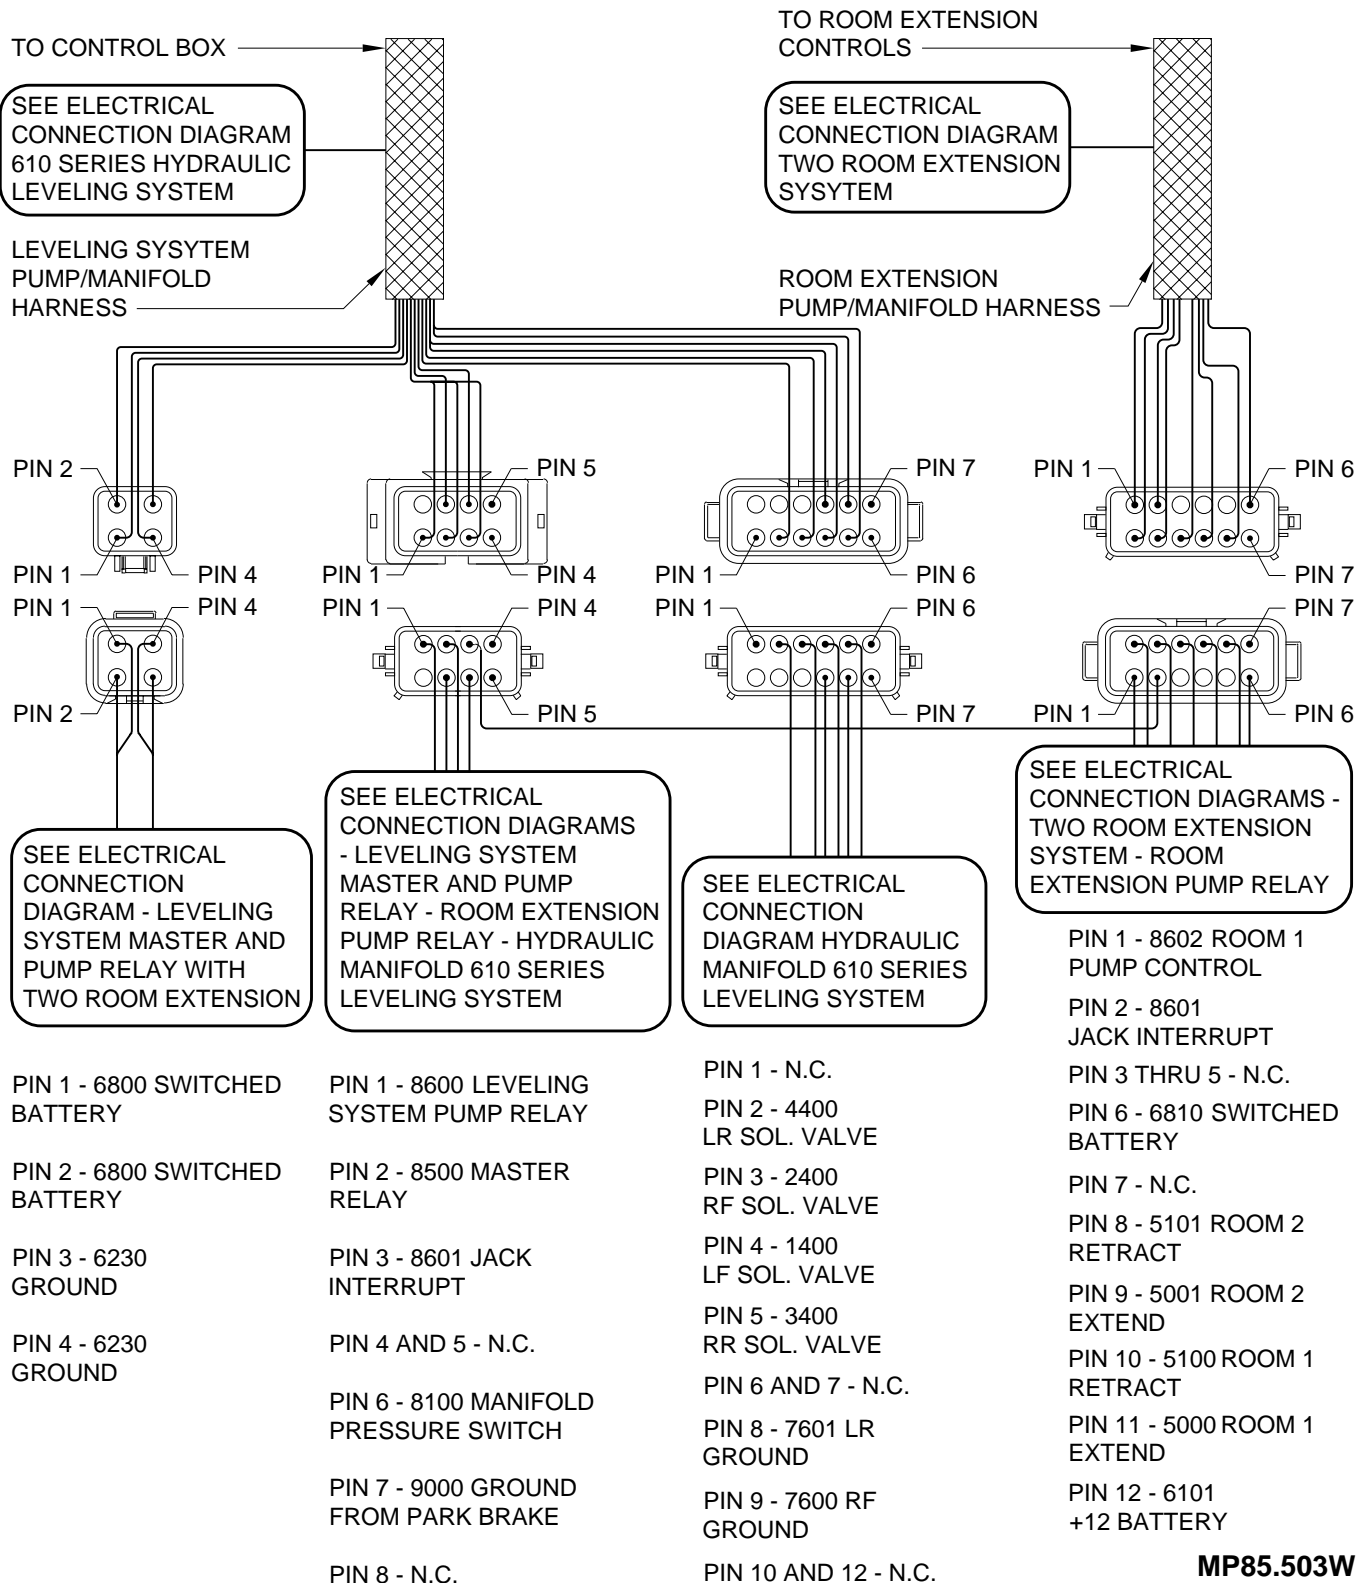 TO CONTROL BOX
SEE ELECTRICAL
CONNECTION DIAGRAM
610 SERIES HYDRAULIC
LEVELING SYSTEM
LEVELING SYSYTEM
PUMP/MANIFOLD
HARNESS
TO ROOM EXTENSION
CONTROLS
SEE ELECTRICAL
CONNECTION DIAGRAM
TWO ROOM EXTENSION
SYSYTEM
ROOM EXTENSION
PUMP/MANIFOLD HARNESS
PIN 2
PIN 5
PIN 7
PIN 1
PIN 6
PIN 1
PIN 4
PIN 1
PIN 4
PIN 1
PIN 6
PIN 7
PIN 1
PIN 4
PIN 1
PIN 4
PIN 1
PIN 6
PIN 7
PIN 2
PIN 5
PIN 7
PIN 1
PIN 6
SEE ELECTRICAL
CONNECTION
DIAGRAM - LEVELING
SYSTEM MASTER AND
PUMP RELAY WITH
TWO ROOM EXTENSION
SEE ELECTRICAL
CONNECTION DIAGRAMS
- LEVELING SYSTEM
MASTER AND PUMP
RELAY - ROOM EXTENSION
PUMP RELAY - HYDRAULIC
MANIFOLD 610 SERIES
LEVELING SYSTEM
SEE ELECTRICAL
CONNECTION
DIAGRAM HYDRAULIC
MANIFOLD 610 SERIES
LEVELING SYSTEM
SEE ELECTRICAL
CONNECTION DIAGRAMS -
TWO ROOM EXTENSION
SYSTEM - ROOM
EXTENSION PUMP RELAY
PIN 1 - 6800 SWITCHED
BATTERY
PIN 2 - 6800 SWITCHED
BATTERY
PIN 3 - 6230
GROUND
PIN 4 - 6230
GROUND
PIN 1 - 8600 LEVELING
SYSTEM PUMP RELAY
PIN 2 - 8500 MASTER
RELAY
PIN 3 - 8601 JACK
INTERRUPT
PIN 4 AND 5 - N.C.
PIN 6 - 8100 MANIFOLD
PRESSURE SWITCH
PIN 7 - 9000 GROUND
FROM PARK BRAKE
PIN 8 - N.C.
PIN 1 - N.C.
PIN 2 - 4400
LR SOL. VALVE
PIN 3 - 2400
RF SOL. VALVE
PIN 4 - 1400
LF SOL. VALVE
PIN 5 - 3400
RR SOL. VALVE
PIN 6 AND 7 - N.C.
PIN 8 - 7601 LR
GROUND
PIN 9 - 7600 RF
GROUND
PIN 10 AND 12 - N.C.
PIN 1 - 8602 ROOM 1
PUMP CONTROL
PIN 2 - 8601
JACK INTERRUPT
PIN 3 THRU 5 - N.C.
PIN 6 - 6810 SWITCHED
BATTERY
PIN 7 - N.C.
PIN 8 - 5101 ROOM 2
RETRACT
PIN 9 - 5001 ROOM 2
EXTEND
PIN 10 - 5100 ROOM 1
RETRACT
PIN 11 - 5000 ROOM 1
EXTEND
PIN 12 - 6101
+12 BATTERY
MP85.503W